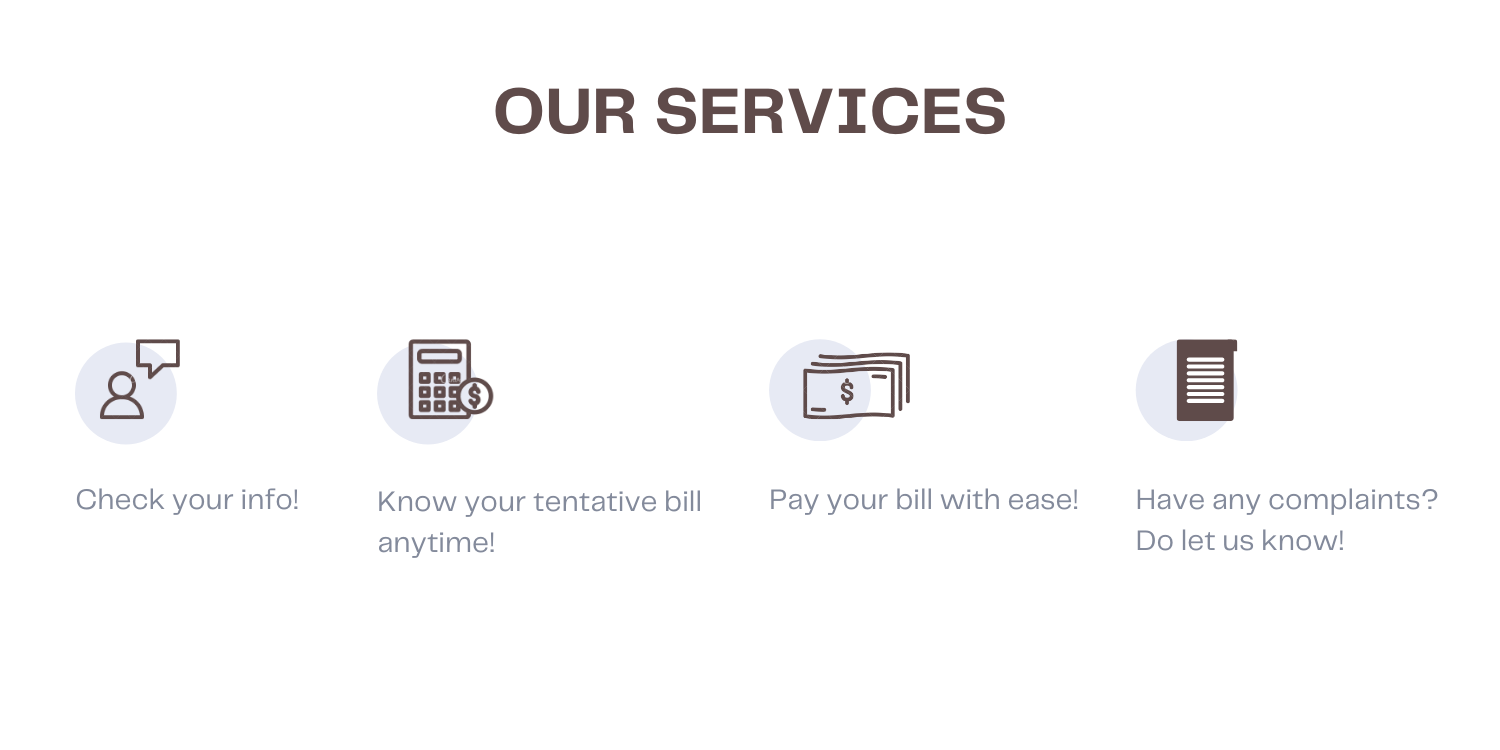 OUR SERVICES
Check your info!
Know your tentative bill
anytime!
Pay your bill with ease!
Have any complaints?
Do let us know!